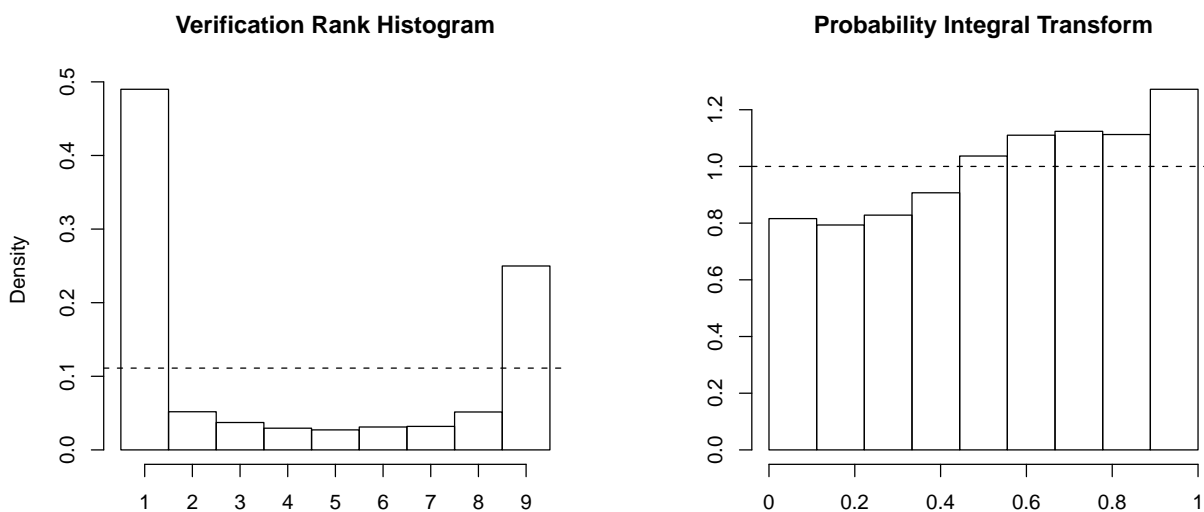 Verification Rank Histogram
Density
0.5
0.4
0.3
0.2
0.1
0.0
1 2 3 4 5 6 7 8 9
Probability Integral Transform
1.2
1.0
0.8
0.6
0.4
0.2
0.0
0 0.2 0.4 0.6 0.8 1